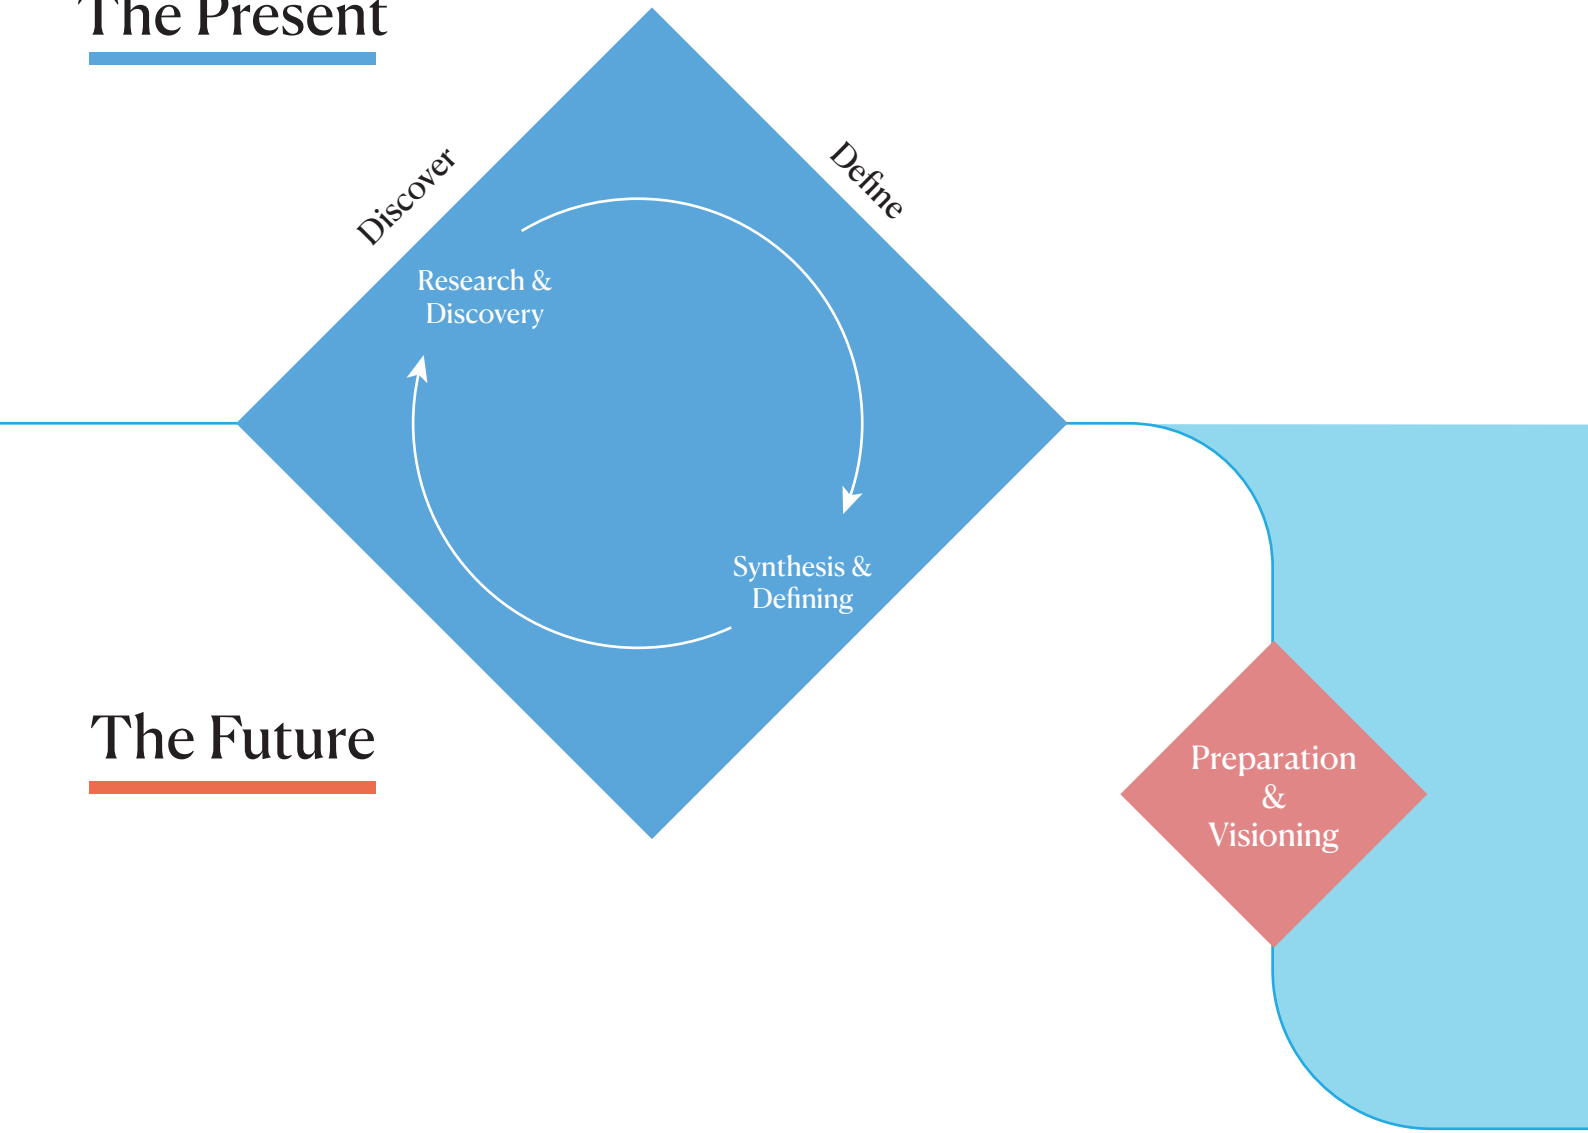 The Present
Discover
Define
Research &
Discovery
Synthesis &
Defining
The Future
Preparation
&
Visioning